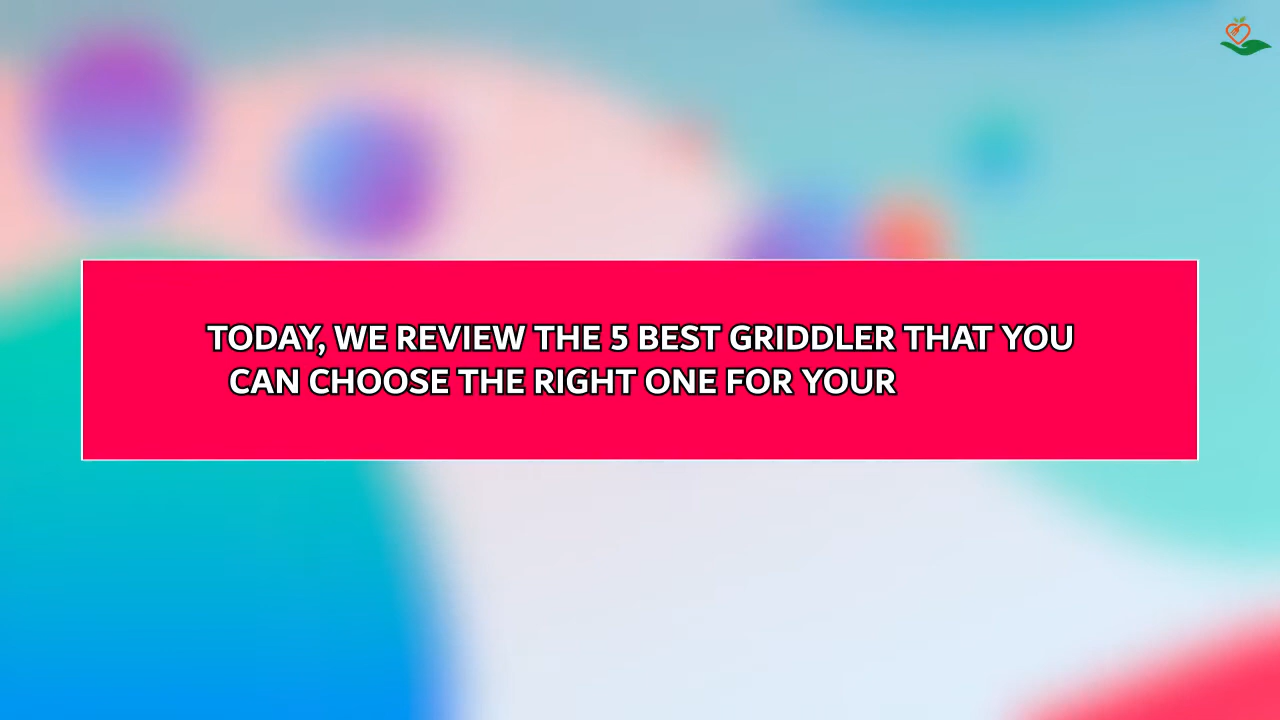 TODAY, WE REVIEW THE 5 BEST GRIDDLER THAT YOU
CAN CHOOSE THE RIGHT ONE FOR YOUR